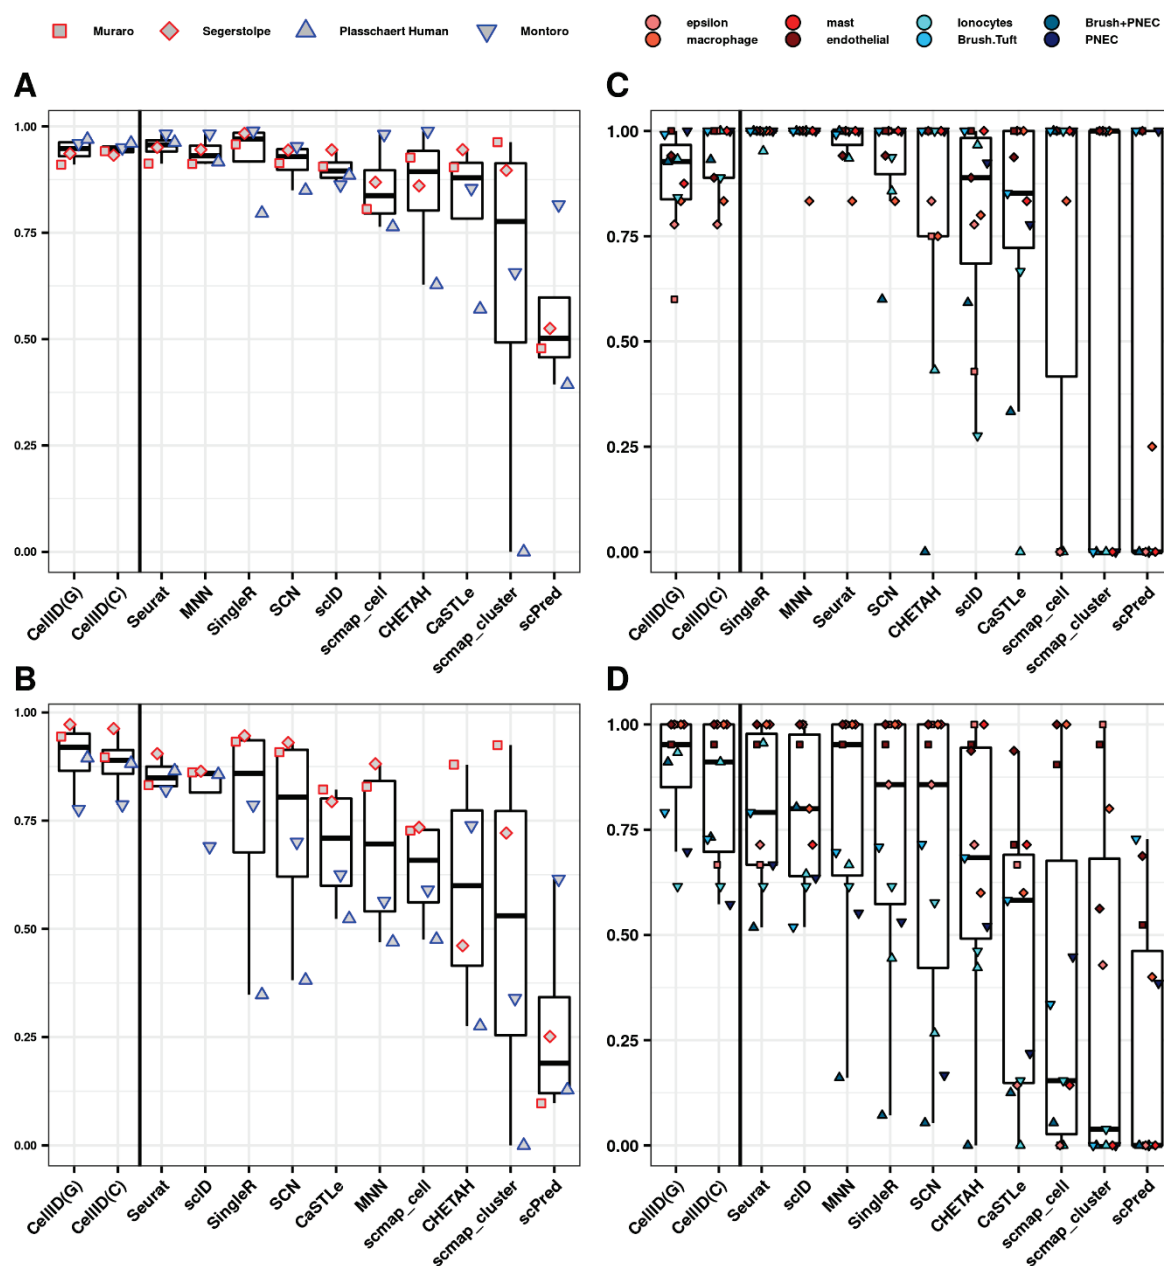 Muraro Segerstolpe Plasschaert Human Montoro
epsilon mast Ionocytes Brush+PNEC
macrophage endothelial Brush.Tuft PNEC
A
1.00
0.75
0.50
0.25
0.00
CellID(G) CellID(C) Seurat MNN SingleR SCN scID scmap_cell CHETAH CaSTLe scmap_cluster scPred
C
1.00
0.75
0.50
0.25
0.00
CellID(G) CellID(C) SingleR MNN Seurat SCN CHETAH scID CaSTLe scmap_cell scmap_cluster scPred
B
1.00
0.75
0.50
0.25
0.00
CellID(G) CellID(C) Seurat scID SingleR SCN CaSTLe MNN scmap_cell CHETAH scmap_cluster scPred
D
1.00
0.75
0.50
0.25
0.00
CellID(G) CellID(C) Seurat scID MNN SingleR SCN CHETAH CaSTLe scmap_cell scmap_cluster scPred